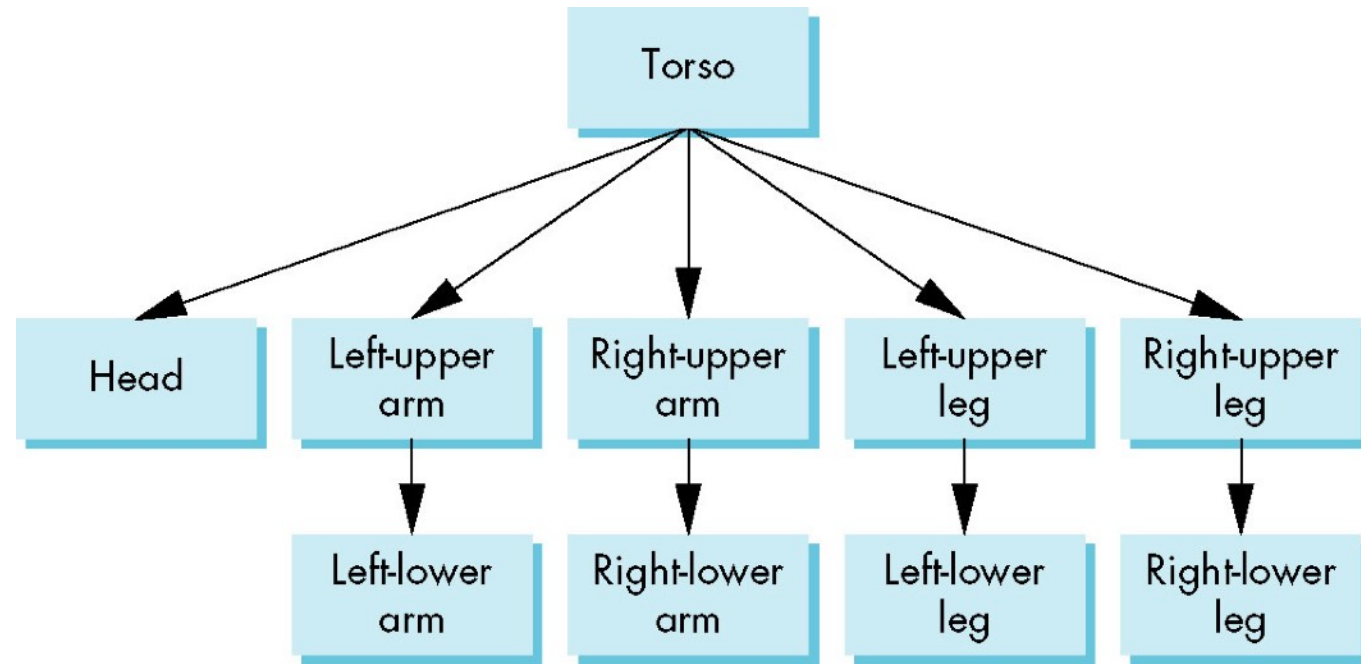 Torso
Head
Left-upper
arm
Right-upper
arm
Left-upper
leg
Right-upper
leg
Left-lower
arm
Right-lower
arm
Left-lower
leg
Right-lower
leg